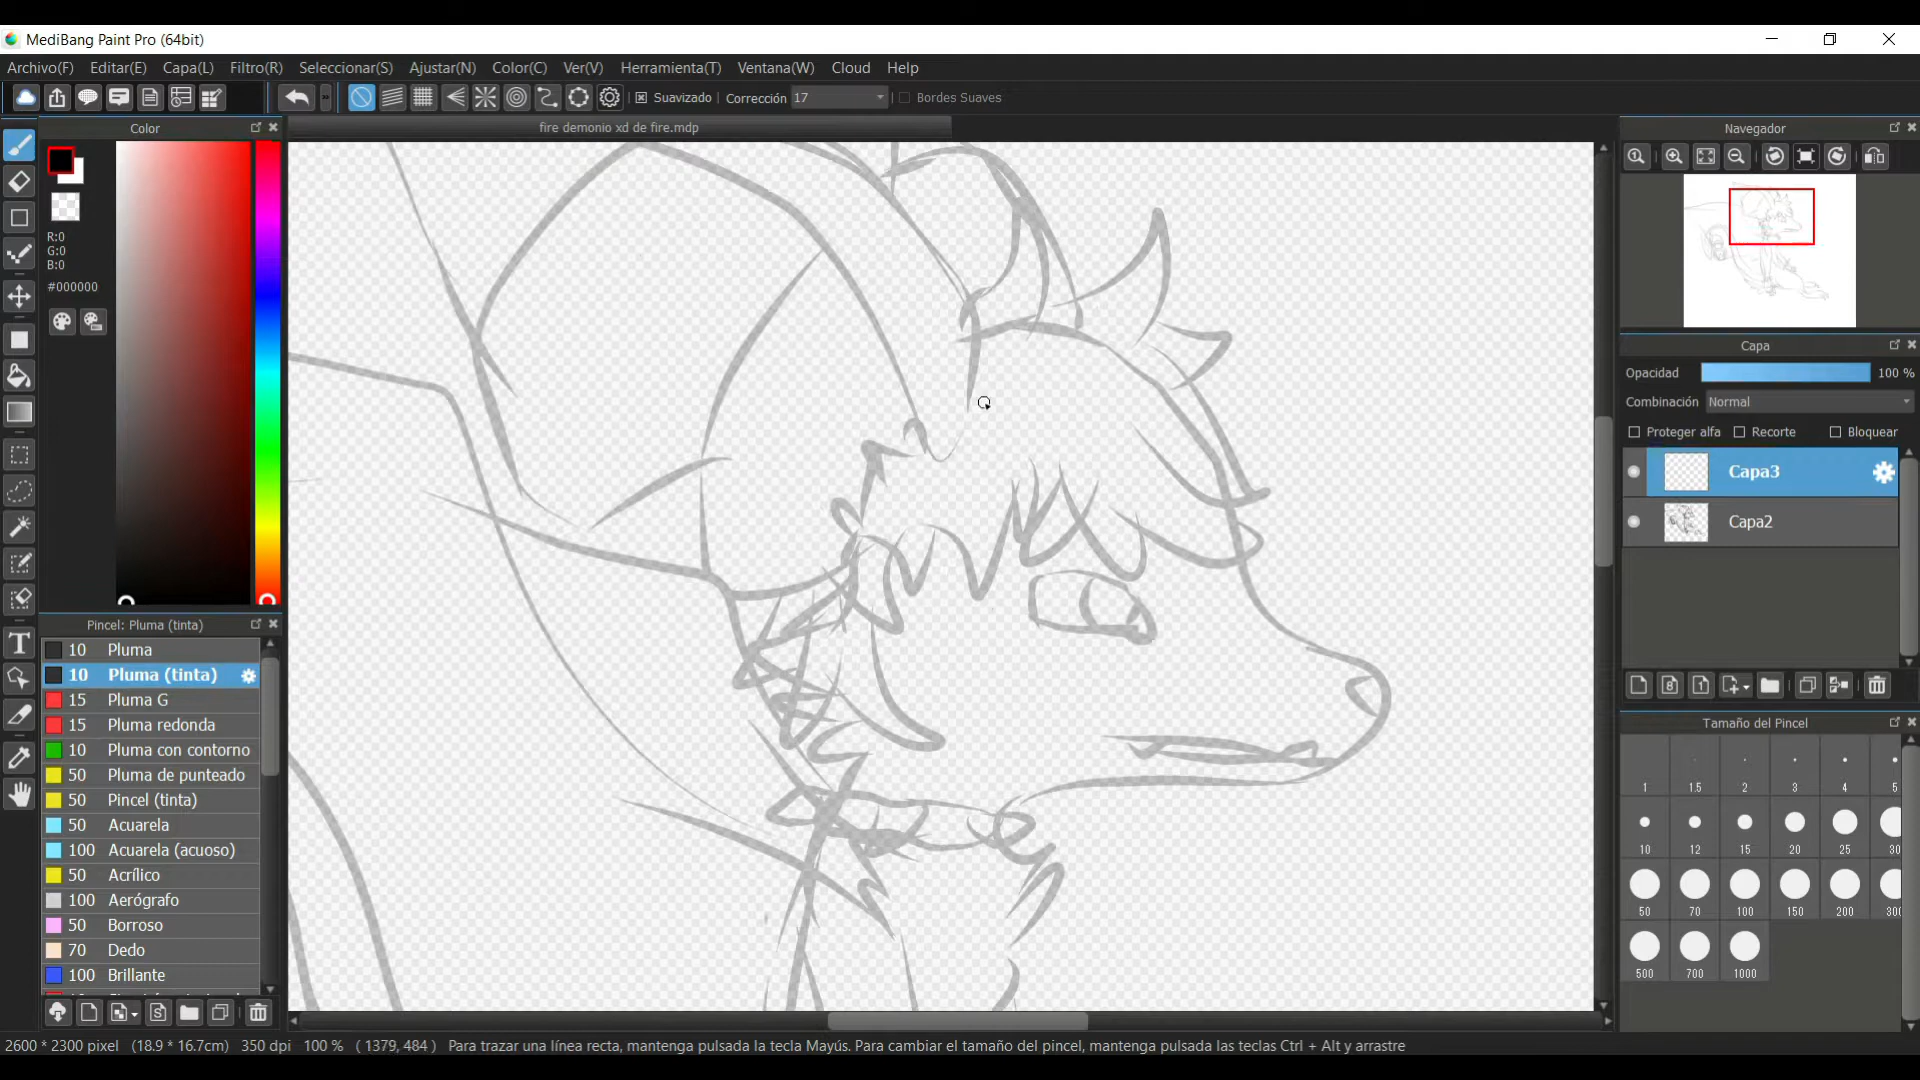 MediBang Paint Pro (64bit)
Archivo(F) Editar(E) Capa(L) Filtro(R) Seleccionar(S) Ajustar(N) Color(C) Ver(V) Herramienta(T) Ventana(W) Cloud Help
Suavizado Corrección 17 Bordes Suaves
Color
fire demonio xd de fire.mdp
Navegador
R:0
G:0
B:0
#000000
Capa
Opacidad 100 %
Combinación Normal
Proteger alfa Recorte Bloquear
Capa3
Capa2
Pincel: Pluma (tinta)
10 Pluma
10 Pluma (tinta)
15 Pluma G
15 Pluma redonda
10 Pluma con contorno
50 Pluma de punteado
50 Pincel (tinta)
50 Acuarela
100 Acuarela (acuoso)
50 Acrílico
100 Aerógrafo
50 Borroso
70 Dedo
100 Brillante
Tamaño del Pincel
1 1.5 2 3 4 5
10 12 15 20 25 30
50 70 100 150 200 300
500 700 1000
2600 * 2300 pixel (18.9 * 16.7cm) 350 dpi 100 % ( 1379, 484 ) Para trazar una línea recta, mantenga pulsada la tecla Mayús. Para cambiar el tamaño del pincel, mantenga pulsada las teclas Ctrl + Alt y arrastre